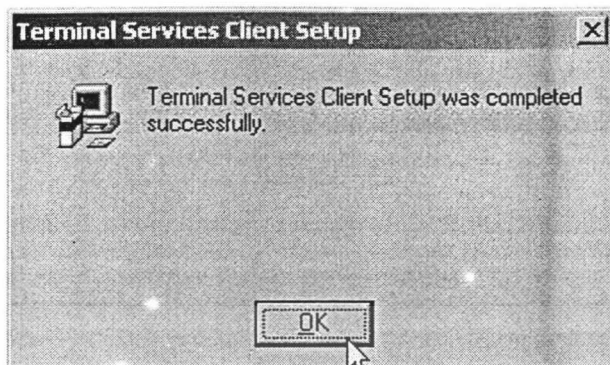 Terminal Services Client Setup
Terminal Services Client Setup was completed
successfully.
OK